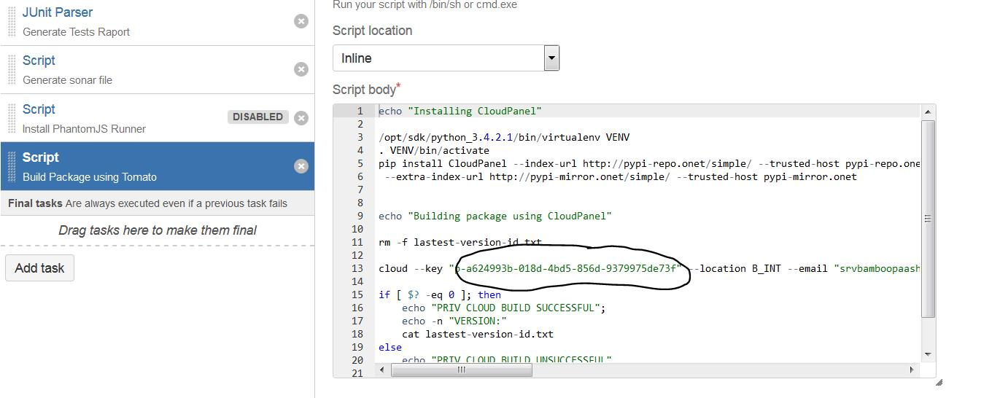 JUnit Parser
Generate Tests Raport
Script
Generate sonar file
Script
DISABLED
Install PhantomJS Runner
Script
Build Package using Tomato
Final tasks Are always executed even if a previous task fails
Drag tasks here to make them final
Add task
Run your script with /bin/sh or cmd.exe
Script location
Inline
Script body*
1 echo "Installing CloudPanel"
2
3 /opt/sdk/python_3.4.2.1/bin/virtualenv VENV
4 . VENV/bin/activate
5 pip install CloudPanel --index-url http://pypi-repo.onet/simple/ --trusted-host pypi-repo.one
6 --extra-index-url http://pypi-mirror.onet/simple/ --trusted-host pypi-mirror.onet
7
8
9 echo "Building package using CloudPanel"
10
11 rm -f lastest-version-id.txt
12
13 cloud --key "p-a624993b-018d-4bd5-856d-9379975de73f" --location B_INT --email "srvbamboopaash
14
15 if [ $? -eq 0 ]; then
16 echo "PRIV CLOUD BUILD SUCCESSFUL";
17 echo -n "VERSION:"
18 cat lastest-version-id.txt
19 else
20 echo "PRIV CLOUD BUILD UNSUCCESSFUL"
21